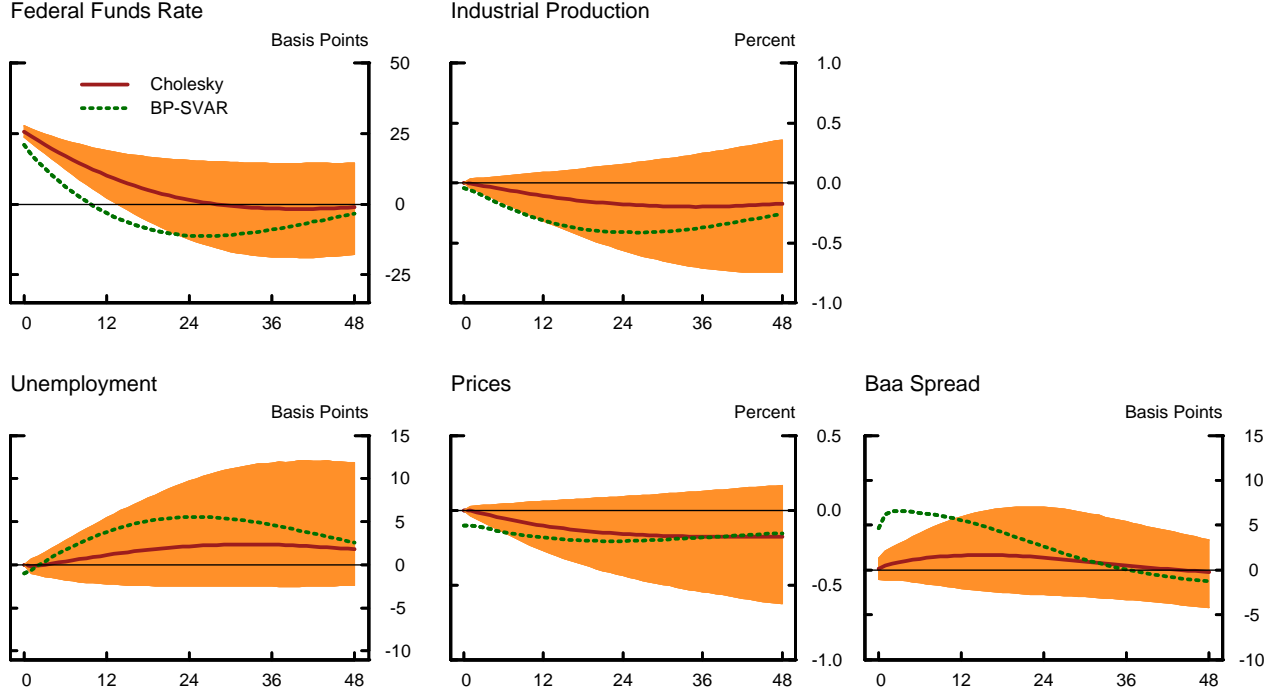 Federal Funds Rate
Basis Points
50
25
0
-25
Cholesky
BP-SVAR
0 12 24 36 48
Industrial Production
Percent
1.0
0.5
0.0
-0.5
-1.0
0 12 24 36 48
Unemployment
Basis Points
15
10
5
0
-5
-10
0 12 24 36 48
Prices
Percent
0.5
0.0
-0.5
-1.0
0 12 24 36 48
Baa Spread
Basis Points
15
10
5
0
-5
-10
0 12 24 36 48